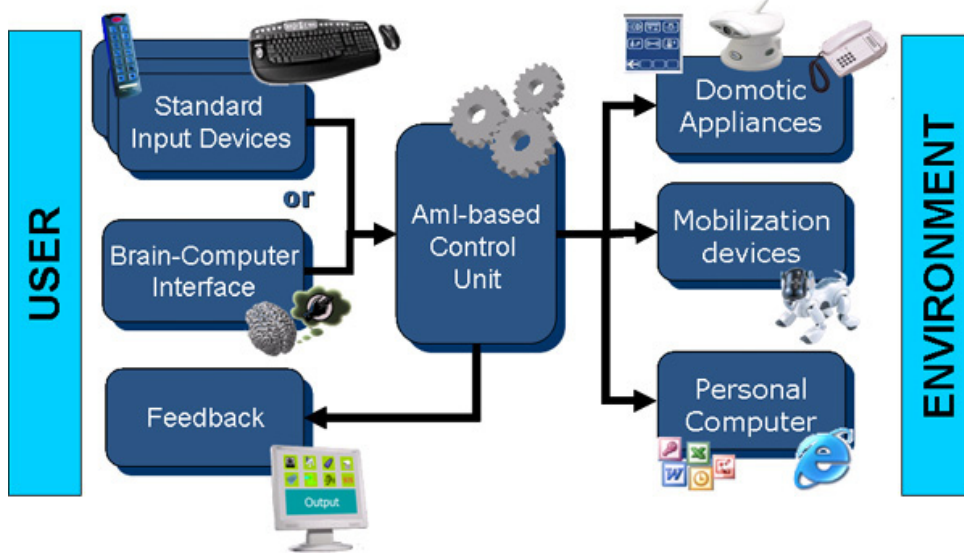 USER
Standard
Input Devices
or
Brain-Computer
Interface
Feedback
Output
AmI-based
Control
Unit
Domotic
Appliances
Mobilization
devices
Personal
Computer
ENVIRONMENT